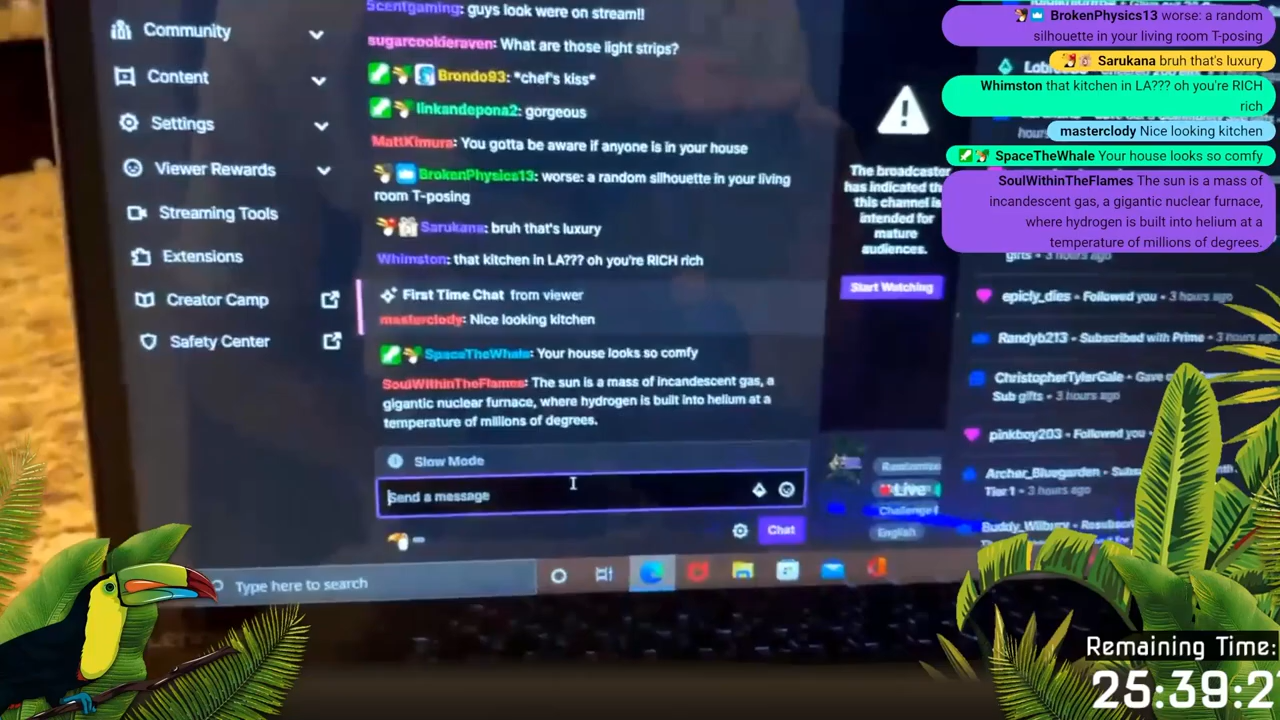 Community
Content
Settings
Viewer Rewards
Streaming Tools
Extensions
Creator Camp
Safety Center
5centgaming: guys look were on stream!!
sugarcookieraven: What are those light strips?
Brondo93: *chef's kiss*
linkandepona2: gorgeous
MattKimura: You gotta be aware if anyone is in your house
BrokenPhysics13: worse: a random silhouette in your living
room T-posing
Sarukana: bruh that's luxury
Whimston: that kitchen in LA??? oh you're RICH rich
First Time Chat from viewer
masterclody: Nice looking kitchen
SpaceTheWhale: Your house looks so comfy
SoulWithinTheFlames: The sun is a mass of incandescent gas, a
gigantic nuclear furnace, where hydrogen is built into helium at a
temperature of millions of degrees.
Slow Mode
Send a message
Chat
Type here to search
The broadcaster
has indicated
this channel is
intended for
mature
audiences.
Start Watching
Live
Challenge
English
BrokenPhysics13 worse: a random
silhouette in your living room T-posing
Sarukana bruh that's luxury
Whimston that kitchen in LA??? oh you're RICH
rich
masterclody Nice looking kitchen
SpaceTheWhale Your house looks so comfy
SoulWithinTheFlames The sun is a mass of
incandescent gas, a gigantic nuclear furnace,
where hydrogen is built into helium at a
temperature of millions of degrees.
gifts • 3 hours ago
epicly_dies • Followed you • 3 hours ago
Randyb213 • Subscribed with Prime • 3 hours ago
ChristopherTylerGale • Gave
Sub gifts • 3 hours ago
pinkboy203 • Followed you
Archer_Bluegarden
Tier 1 • 3 hours ago
Buddy_Wilbury
Remaining Time:
25:39:2